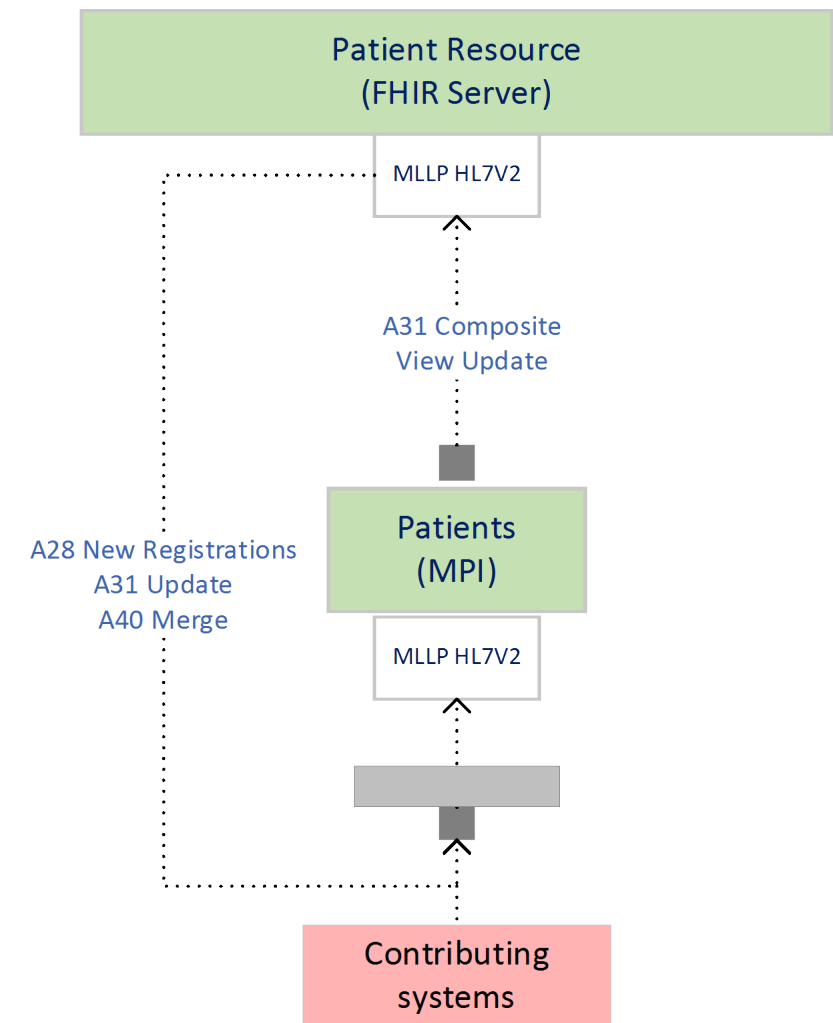 Patient Resource
(FHIR Server)
MLLP HL7V2
A31 Composite
View Update
Patients
(MPI)
A28 New Registrations
A31 Update
A40 Merge
MLLP HL7V2
Contributing
systems